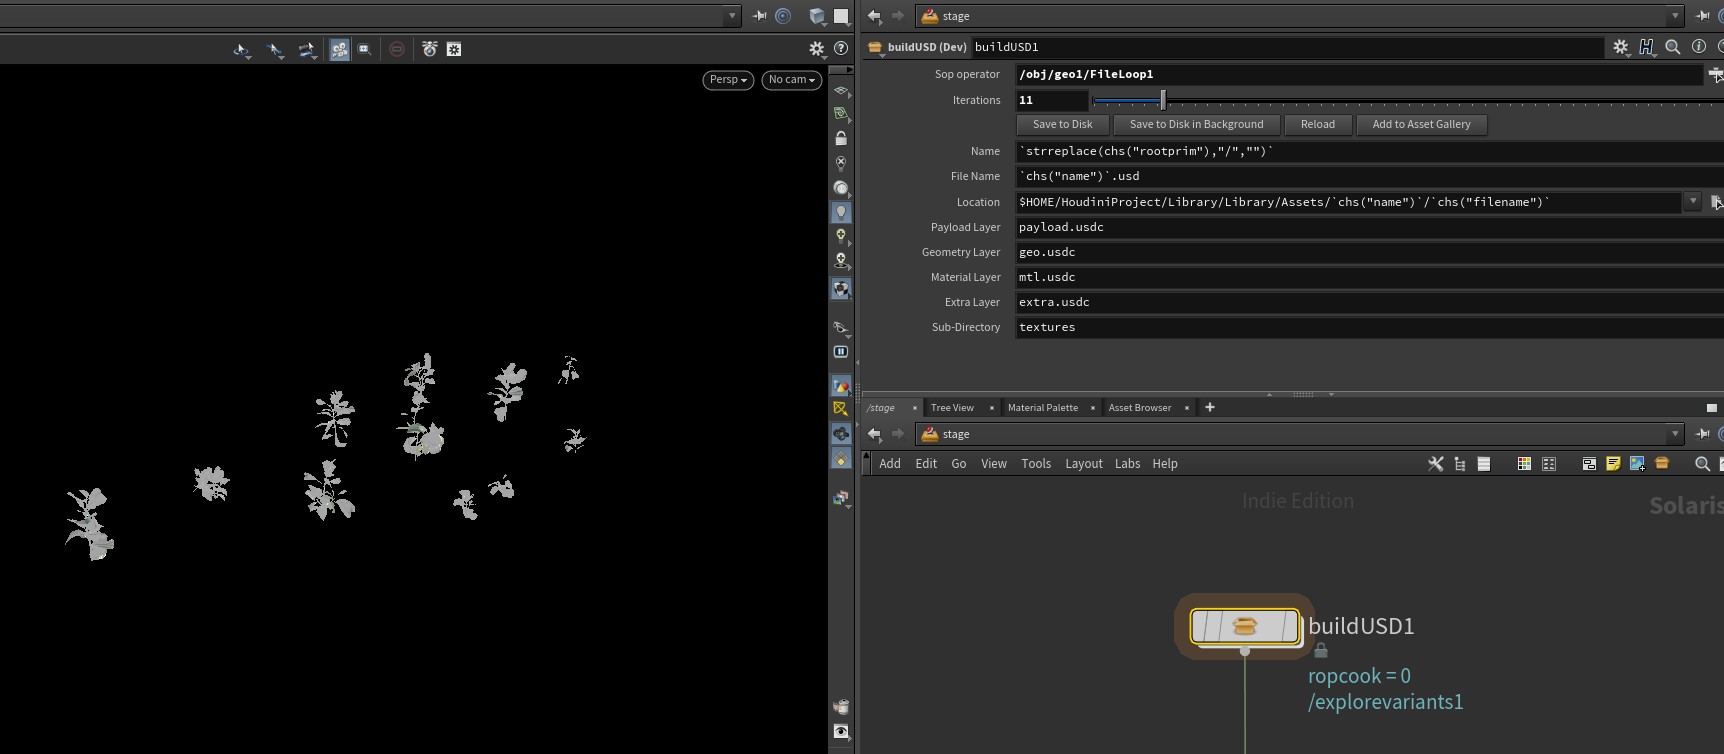 stage
Persp
No cam
buildUSD (Dev) buildUSD1
Sop operator /obj/geo1/FileLoop1
Iterations 11
Save to Disk Save to Disk in Background Reload Add to Asset Gallery
Name `strreplace(chs("rootprim"),"/","")`
File Name `chs("name")`.usd
Location $HOME/HoudiniProject/Library/Library/Assets/`chs("name")`/`chs("filename")`
Payload Layer payload.usdc
Geometry Layer geo.usdc
Material Layer mtl.usdc
Extra Layer extra.usdc
Sub-Directory textures
/stage × Tree View × Material Palette × Asset Browser × +
stage
Add Edit Go View Tools Layout Labs Help
Indie Edition Solaris
buildUSD1
ropcook = 0
/explorevariants1